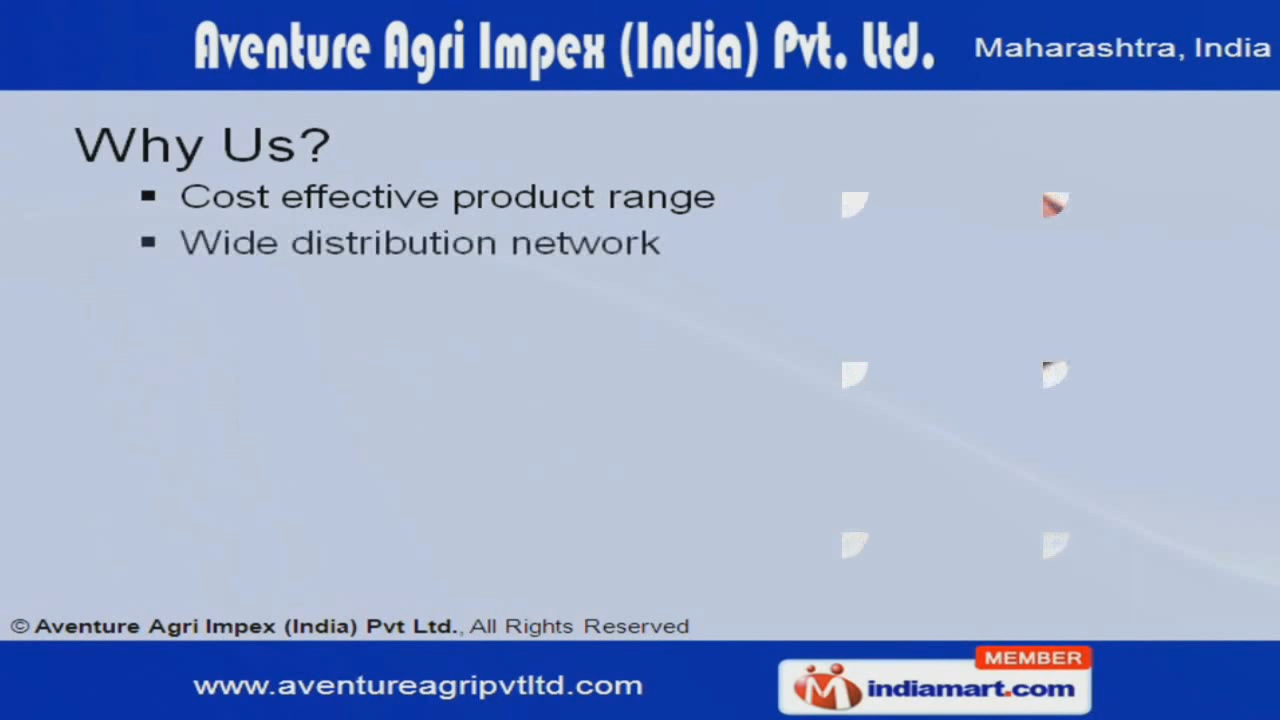 Aventure Agri Impex (India) Pvt. Ltd. Maharashtra, India
Why Us?
▪ Cost effective product range
▪ Wide distribution network
© Aventure Agri Impex (India) Pvt Ltd., All Rights Reserved
www.aventureagripvtltd.com
MEMBER
indiamart.com